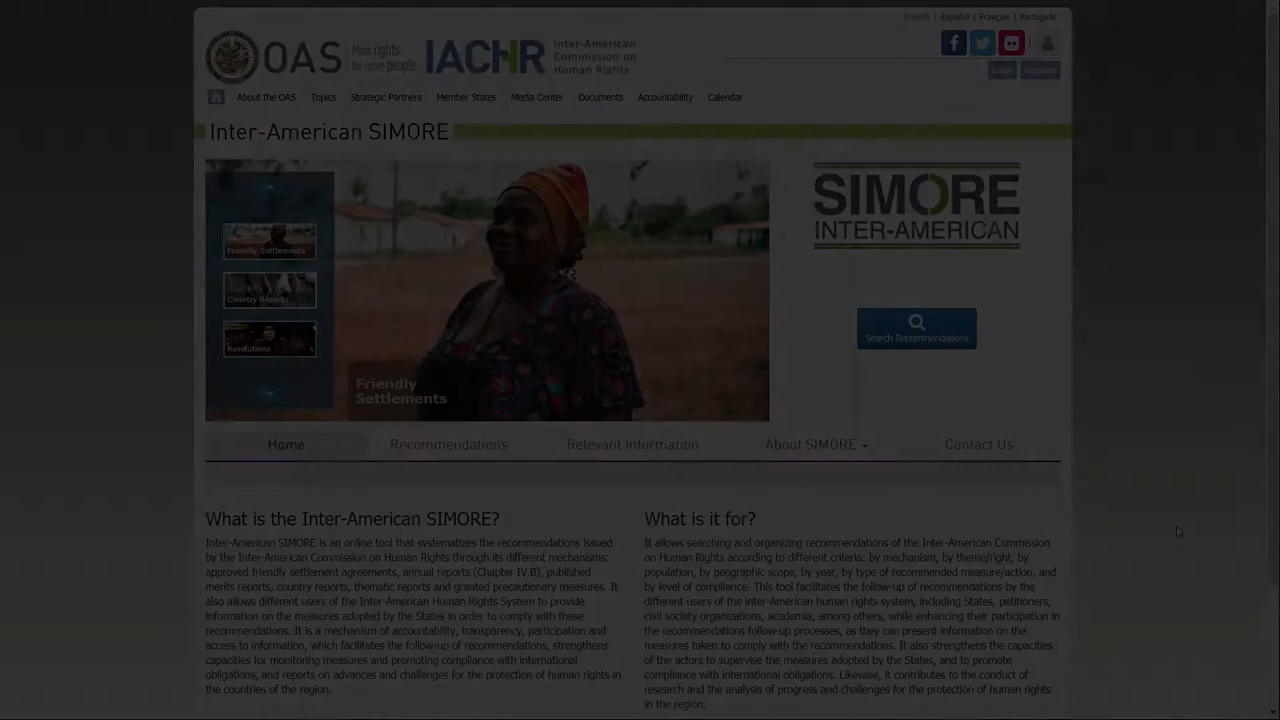 English | Español | Français | Português
OAS More rights for more people IACHR Inter-American Commission on Human Rights
Login Register
About the OAS Topics Strategic Partners Member States Media Center Documents Accountability Calendar
Inter-American SIMORE
SIMORE
INTER-AMERICAN
Friendly Settlements
Country Reports
Resolutions
Search Recommendations
Friendly
Settlements
Home Recommendations Relevant Information About SIMORE Contact Us
What is the Inter-American SIMORE?
Inter-American SIMORE is an online tool that systematizes the recommendations issued
by the Inter-American Commission on Human Rights through its different mechanisms:
approved friendly settlement agreements, annual reports (Chapter IV.B), published
merits reports, country reports, thematic reports and granted precautionary measures. It
also allows different users of the Inter-American Human Rights System to provide
information on the measures adopted by the States in order to comply with these
recommendations. It is a mechanism of accountability, transparency, participation and
access to information, which facilitates the follow-up of recommendations, strengthens
capacities for monitoring measures and promoting compliance with international
obligations, and reports on advances and challenges for the protection of human rights in
the countries of the region.
What is it for?
It allows searching and organizing recommendations of the Inter-American Commission
on Human Rights according to different criteria: by mechanism, by theme/right, by
population, by geographic scope, by year, by type of recommended measure/action, and
by level of compliance. This tool facilitates the follow-up of recommendations by the
different users of the inter-American human rights system, including States, petitioners,
civil society organizations, academia, among others, while enhancing their participation in
the recommendations follow-up processes, as they can present information on the
measures taken to comply with the recommendations. It also strengthens the capacities
of the actors to supervise the measures adopted by the States, and to promote
compliance with international obligations. Likewise, it contributes to the conduct of
research and the analysis of progress and challenges for the protection of human rights
in the region.